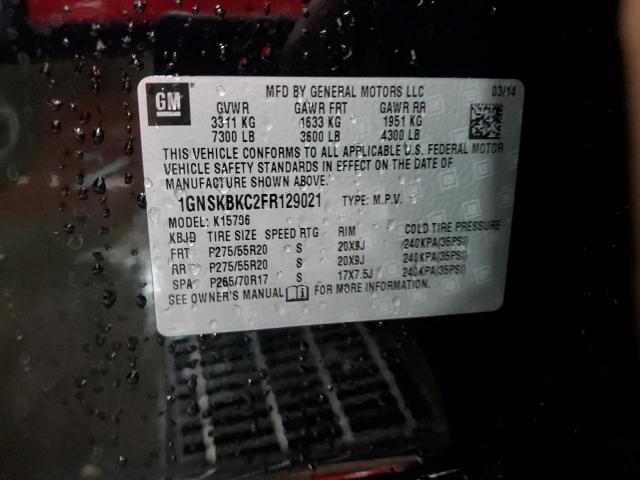 GM
MFD BY GENERAL MOTORS LLC 03/14
GVWR GAWR FRT GAWR RR
3311 KG 1633 KG 1951 KG
7300 LB 3600 LB 4300 LB
THIS VEHICLE CONFORMS TO ALL APPLICABLE U.S. FEDERAL MOTOR
VEHICLE SAFETY STANDARDS IN EFFECT ON THE DATE OF
MANUFACTURE SHOWN ABOVE.
1GNSKBKC2FR129021 TYPE: M.P.V.
MODEL: K15706
KBJD TIRE SIZE SPEED RTG RIM COLD TIRE PRESSURE
FRT P275/55R20 S 20X9J 240KPA(35PSI)
RR P275/55R20 S 20X9J 240KPA(35PSI)
SPA P265/70R17 S 17X7.5J 240KPA(35PSI)
SEE OWNER'S MANUAL FOR MORE INFORMATION.